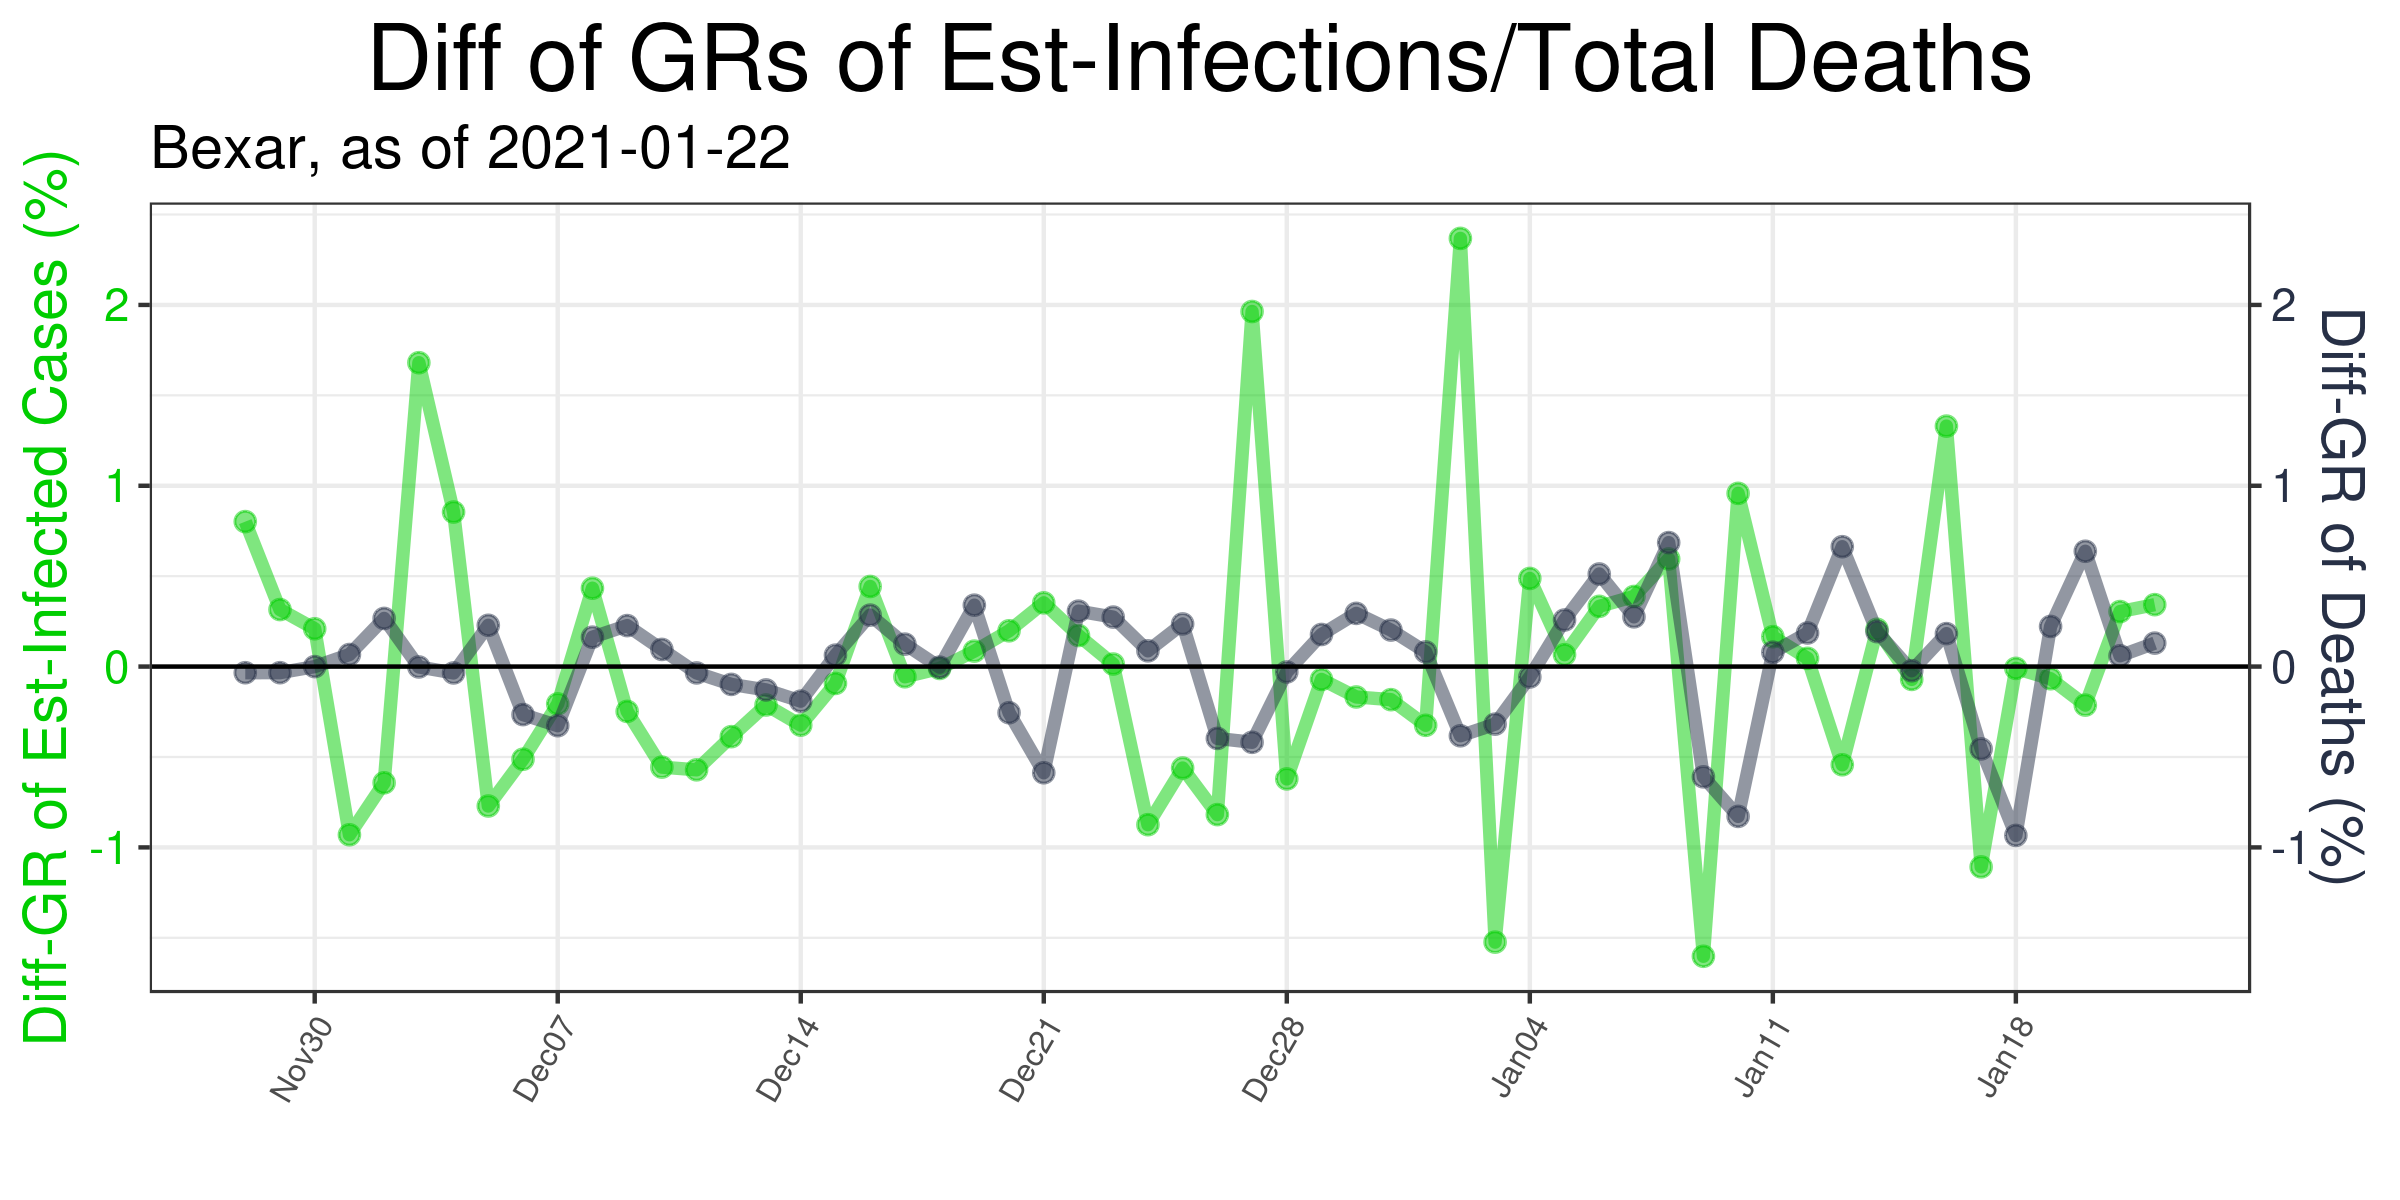 Diff of GRs of Est-Infections/Total Deaths
Bexar, as of 2021-01-22
Diff-GR of Est-Infected Cases (%)
2
1
0
-1
2
1
0
-1
Diff-GR of Deaths (%)
Nov30
Dec07
Dec14
Dec21
Dec28
Jan04
Jan11
Jan18